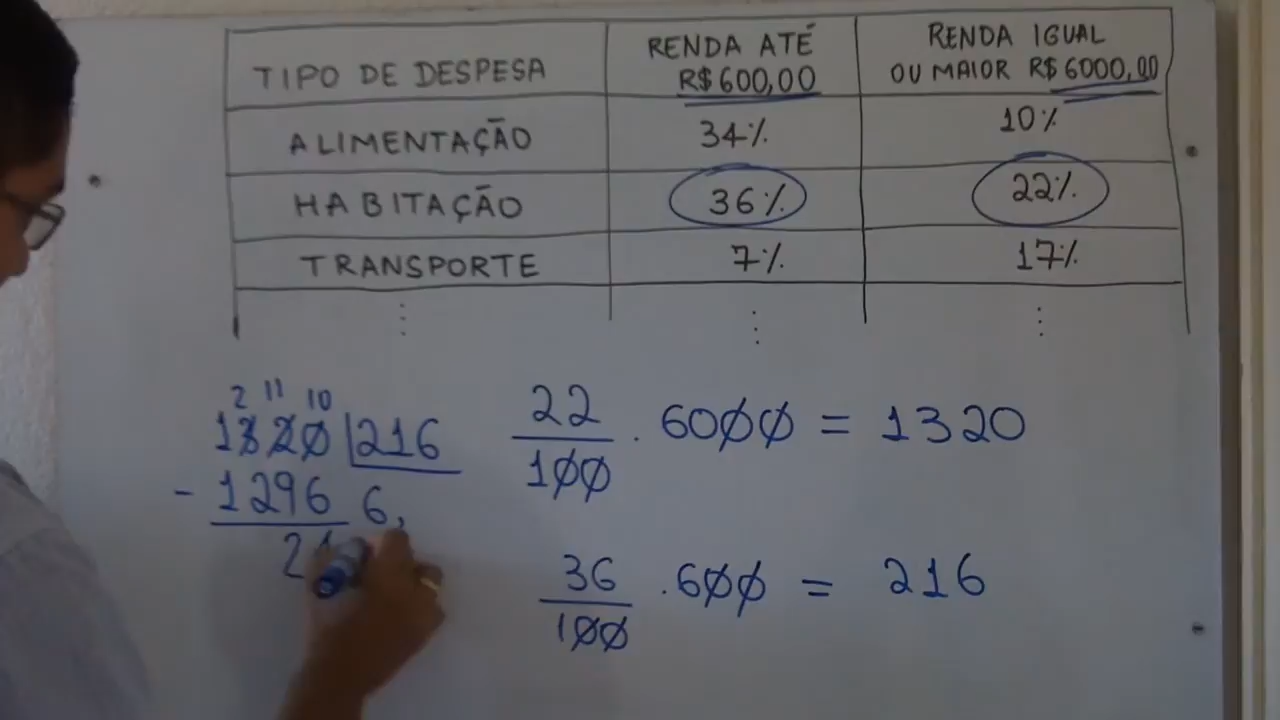 TIPO DE DESPESA RENDA ATÉ R$600,00 RENDA IGUAL OU MAIOR R$6000,00
ALIMENTAÇÃO 34% 10%
HABITAÇÃO 36% 22%
TRANSPORTE 7% 17%
2 11 10
1320 216
- 1296 6,
2
22/100 . 6000 = 1320
36/100 . 600 = 216